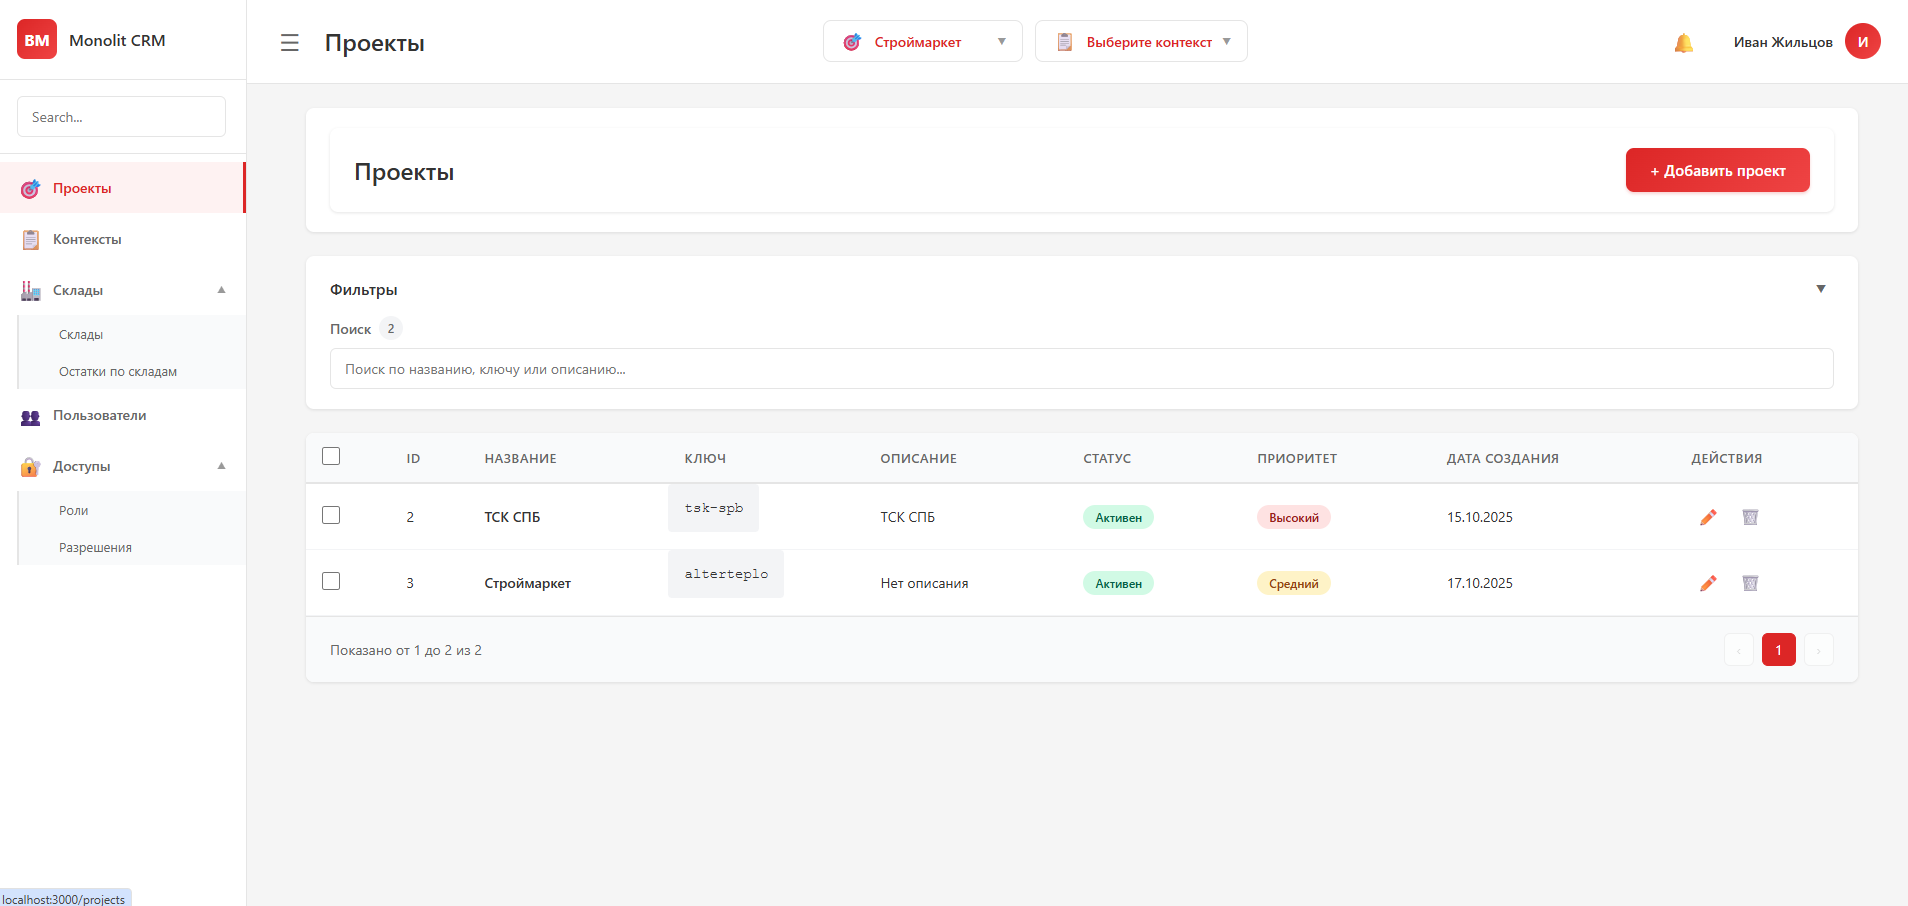 BM Monolit CRM
Search...
Проекты
Контексты
Склады
Склады
Остатки по складам
Пользователи
Доступы
Роли
Разрешения
Проекты
Строймаркет
Выберите контекст
Иван Жильцов И
Проекты
+ Добавить проект
Фильтры
Поиск 2
Поиск по названию, ключу или описанию...
ID НАЗВАНИЕ КЛЮЧ ОПИСАНИЕ СТАТУС ПРИОРИТЕТ ДАТА СОЗДАНИЯ ДЕЙСТВИЯ
2 ТСК СПБ tsk-spb ТСК СПБ Активен Высокий 15.10.2025
3 Строймаркет alterteplo Нет описания Активен Средний 17.10.2025
Показано от 1 до 2 из 2
‹ 1 ›
localhost:3000/projects